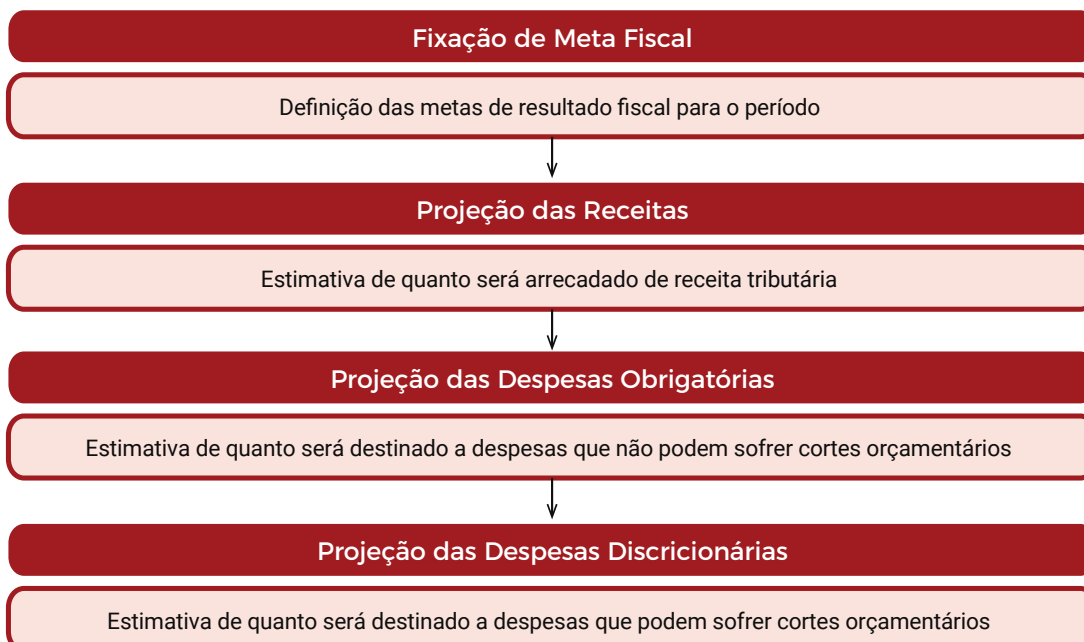 Fixação de Meta Fiscal
Definição das metas de resultado fiscal para o período
Projeção das Receitas
Estimativa de quanto será arrecadado de receita tributária
Projeção das Despesas Obrigatórias
Estimativa de quanto será destinado a despesas que não podem sofrer cortes orçamentários
Projeção das Despesas Discricionárias
Estimativa de quanto será destinado a despesas que podem sofrer cortes orçamentários